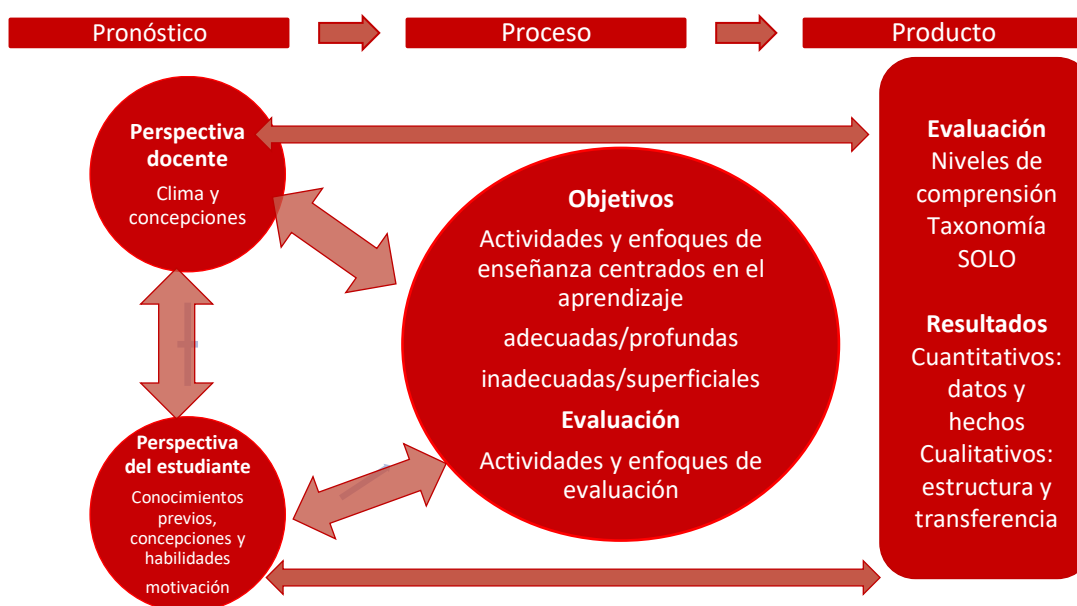 Pronóstico
Proceso
Producto
Perspectiva
docente
Clima y
concepciones
Perspectiva
del estudiante
Conocimientos
previos,
concepciones y
habilidades
motivación
Objetivos
Actividades y enfoques de
enseñanza centrados en el
aprendizaje
adecuadas/profundas
inadecuadas/superficiales
Evaluación
Actividades y enfoques de
evaluación
Evaluación
Niveles de
comprensión
Taxonomía
SOLO
Resultados
Cuantitativos:
datos y
hechos
Cualitativos:
estructura y
transferencia